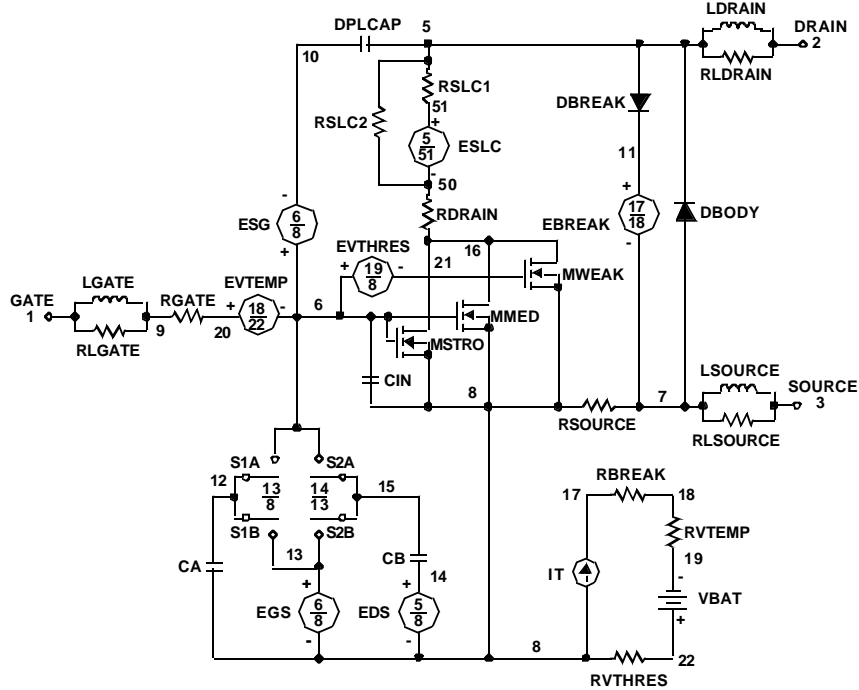 LDRAIN
DPLCAP 5 DRAIN
10 2
RSLC1 RLDRAIN
51 DBREAK
RSLC2 +
5
51 ESLC 11
-
50
- RDRAIN + 17
18
ESG 6
8 EVTHRES EBREAK DBODY
+ 16
+ 19
8 - 21 MWEAK -
LGATE EVTEMP
GATE RGATE + 18
22 - 6 MMED
1 9 20 MSTRO
RLGATE LSOURCE
CIN 8 7 SOURCE
3
RSOURCE RLSOURCE
S1A S2A RBREAK
12 13
8 14
13 15 17 18
S1B S2B RVTEMP
13 CB 19
CA IT -
+ + 14
EGS 6
8 EDS 5
8 VBAT
- - +
8 22
RVTHRES